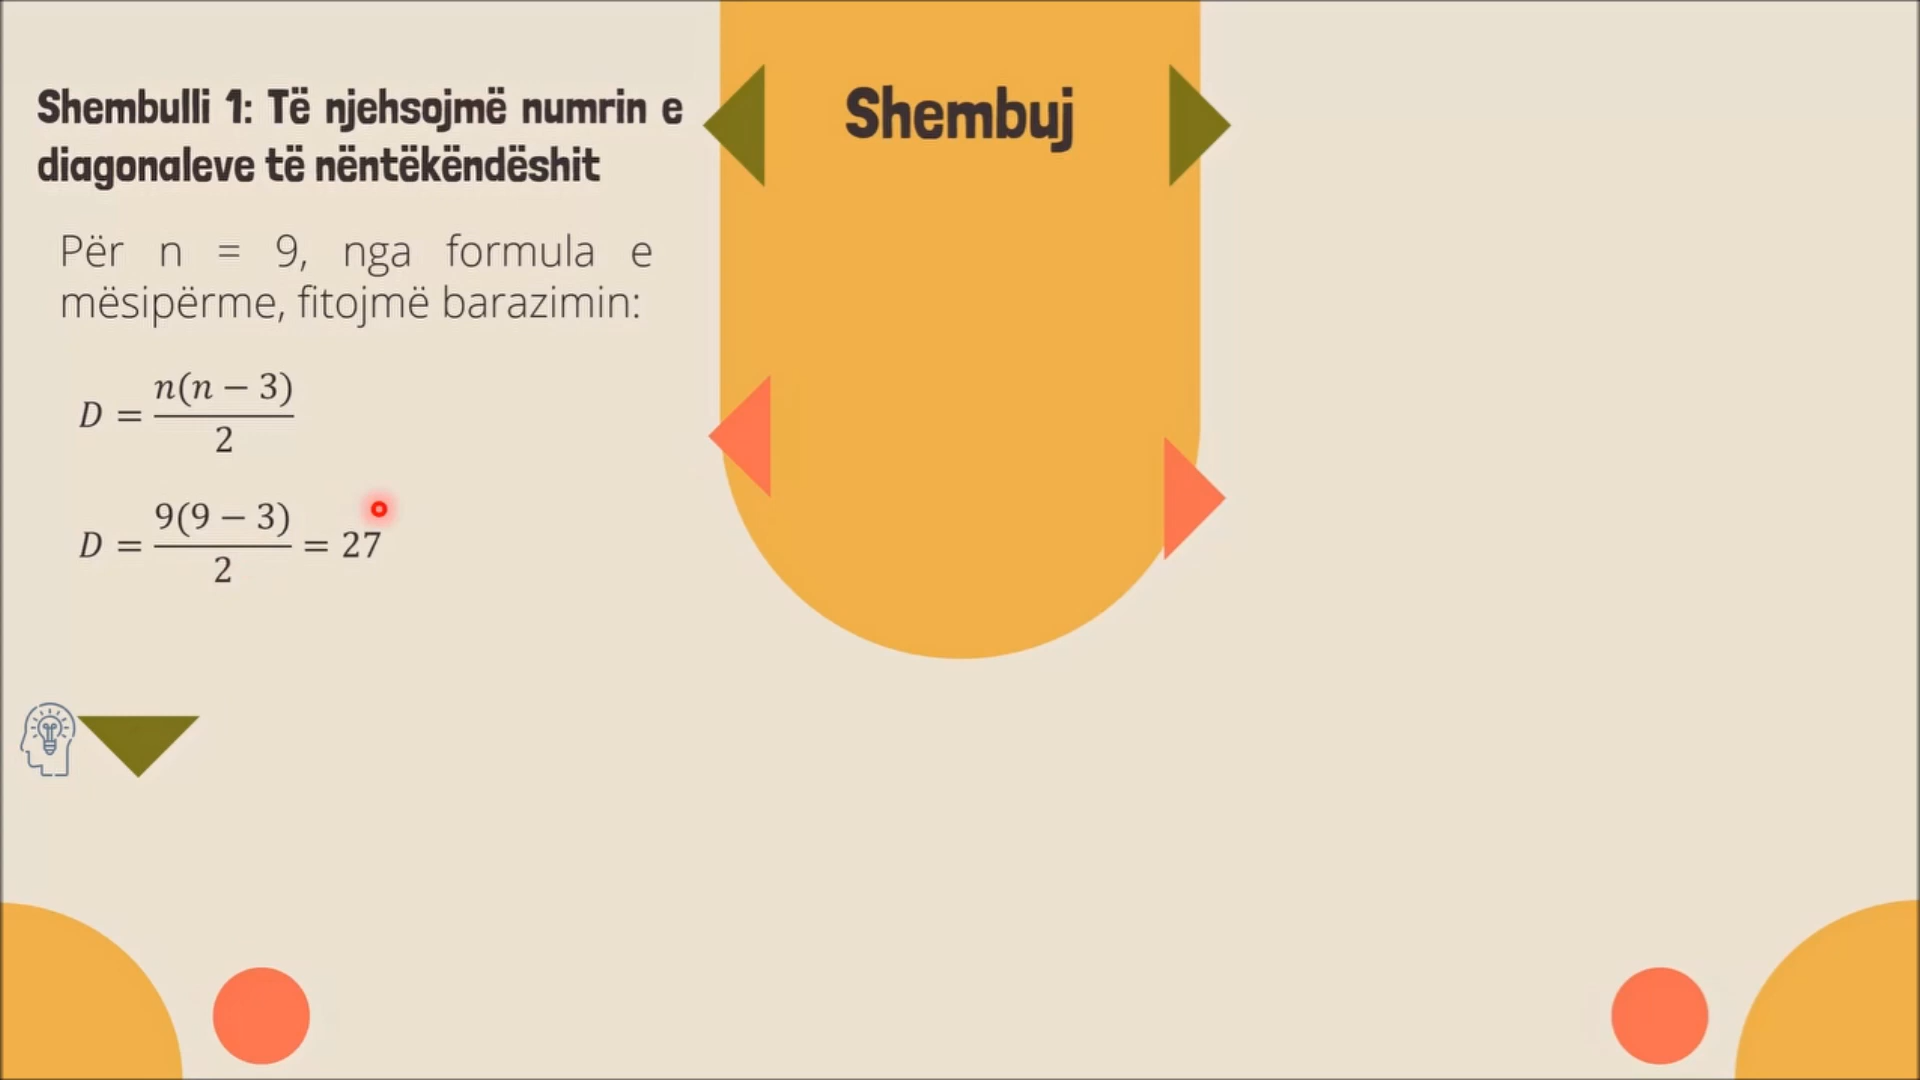 Shembuj
Shembulli 1: Të njehsojmë numrin e
diagonaleve të nëntëkëndëshit
Për n = 9, nga formula e
mësipërme, fitojmë barazimin:
D = n(n − 3)/2
D = 9(9 − 3)/2 = 27